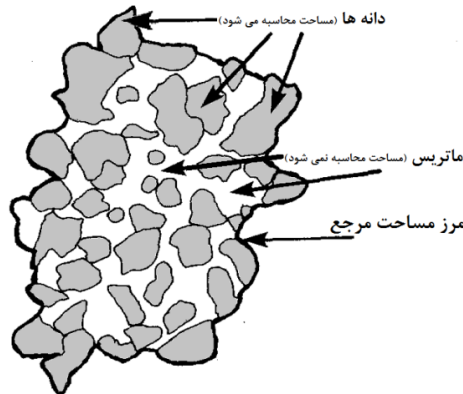 دانه ها (مساحت محاسبه می شود)
ماتریس (مساحت محاسبه نمی شود)
مرز مساحت مرجع